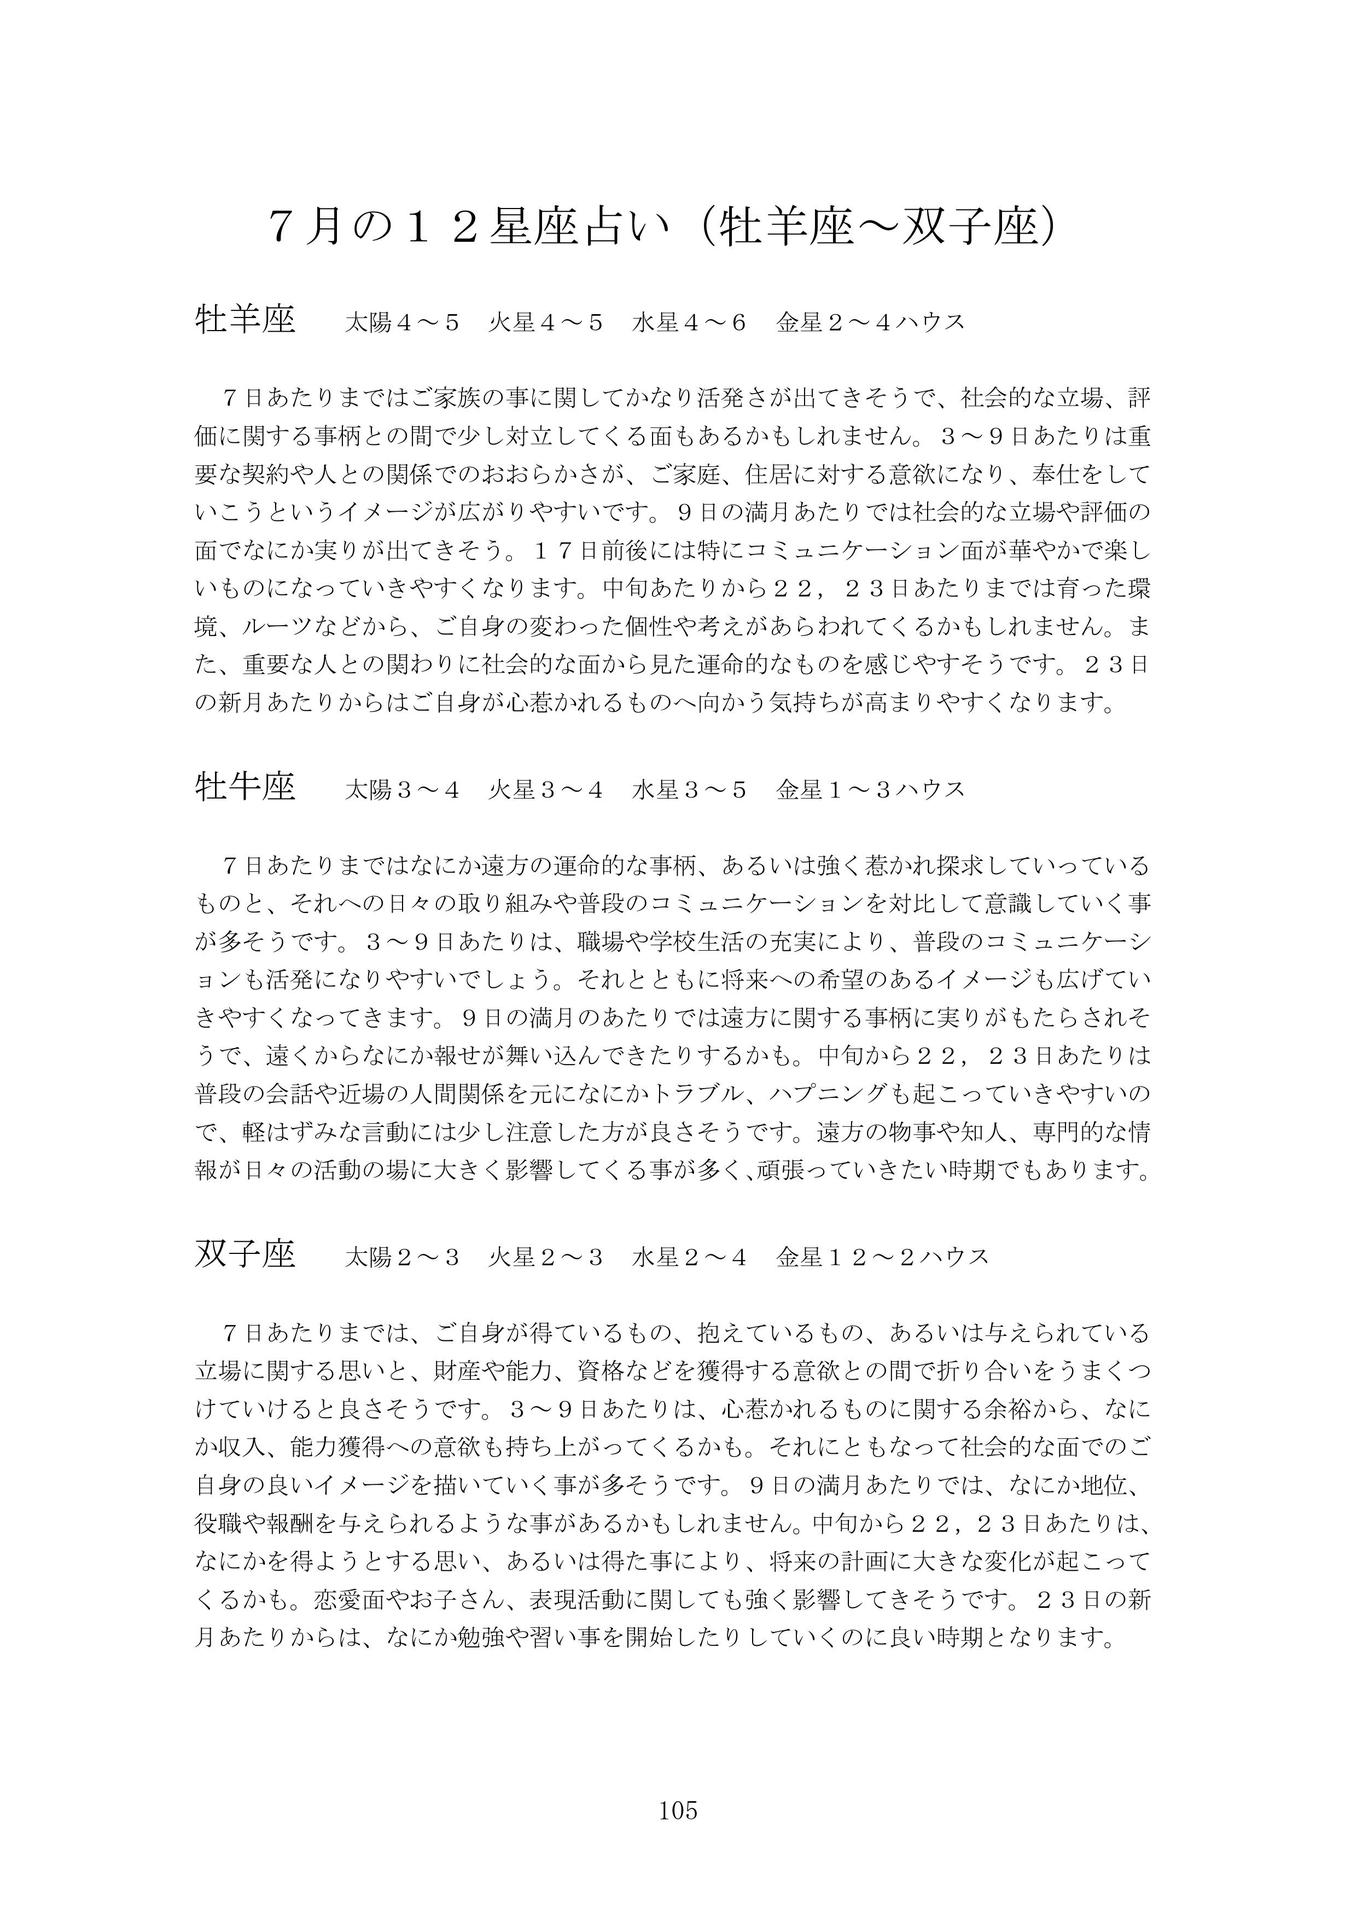 ７月の１２星座占い（牡羊座～双子座）
牡羊座　太陽４～５　火星４～５　水星４～６　金星２～４ハウス
７日あたりまではご家族の事に関してかなり活発さが出てきそうで、社会的な立場、評
価に関する事柄との間で少し対立してくる面もあるかもしれません。３～９日あたりは重
要な契約や人との関係でのおおらかさが、ご家庭、住居に対する意欲になり、奉仕をして
いこうというイメージが広がりやすいです。９日の満月あたりでは社会的な立場や評価の
面でなにか実りが出てきそう。１７日前後には特にコミュニケーション面が華やかで楽し
いものになっていきやすくなります。中旬あたりから２２，２３日あたりまでは育った環
境、ルーツなどから、ご自身の変わった個性や考えがあらわれてくるかもしれません。ま
た、重要な人との関わりに社会的な面から見た運命的なものを感じやすそうです。２３日
の新月あたりからはご自身が心惹かれるものへ向かう気持ちが高まりやすくなります。
牡牛座　太陽３～４　火星３～４　水星３～５　金星１～３ハウス
７日あたりまではなにか遠方の運命的な事柄、あるいは強く惹かれ探求していっている
ものと、それへの日々の取り組みや普段のコミュニケーションを対比して意識していく事
が多そうです。３～９日あたりは、職場や学校生活の充実により、普段のコミュニケーシ
ョンも活発になりやすいでしょう。それとともに将来への希望のあるイメージも広げてい
きやすくなってきます。９日の満月のあたりでは遠方に関する事柄に実りがもたらされそ
うで、遠くからなにか報せが舞い込んできたりするかも。中旬から２２，２３日あたりは
普段の会話や近場の人間関係を元になにかトラブル、ハプニングも起こっていきやすいの
で、軽はずみな言動には少し注意した方が良さそうです。遠方の物事や知人、専門的な情
報が日々の活動の場に大きく影響してくる事が多く、頑張っていきたい時期でもあります。
双子座　太陽２～３　火星２～３　水星２～４　金星１２～２ハウス
７日あたりまでは、ご自身が得ているもの、抱えているもの、あるいは与えられている
立場に関する思いと、財産や能力、資格などを獲得する意欲との間で折り合いをうまくつ
けていけると良さそうです。３～９日あたりは、心惹かれるものに関する余裕から、なに
か収入、能力獲得への意欲も持ち上がってくるかも。それにともなって社会的な面でのご
自身の良いイメージを描いていく事が多そうです。９日の満月あたりでは、なにか地位、
役職や報酬を与えられるような事があるかもしれません。中旬から２２，２３日あたりは、
なにかを得ようとする思い、あるいは得た事により、将来の計画に大きな変化が起こって
くるかも。恋愛面やお子さん、表現活動に関しても強く影響してきそうです。２３日の新
月あたりからは、なにか勉強や習い事を開始したりしていくのに良い時期となります。
105